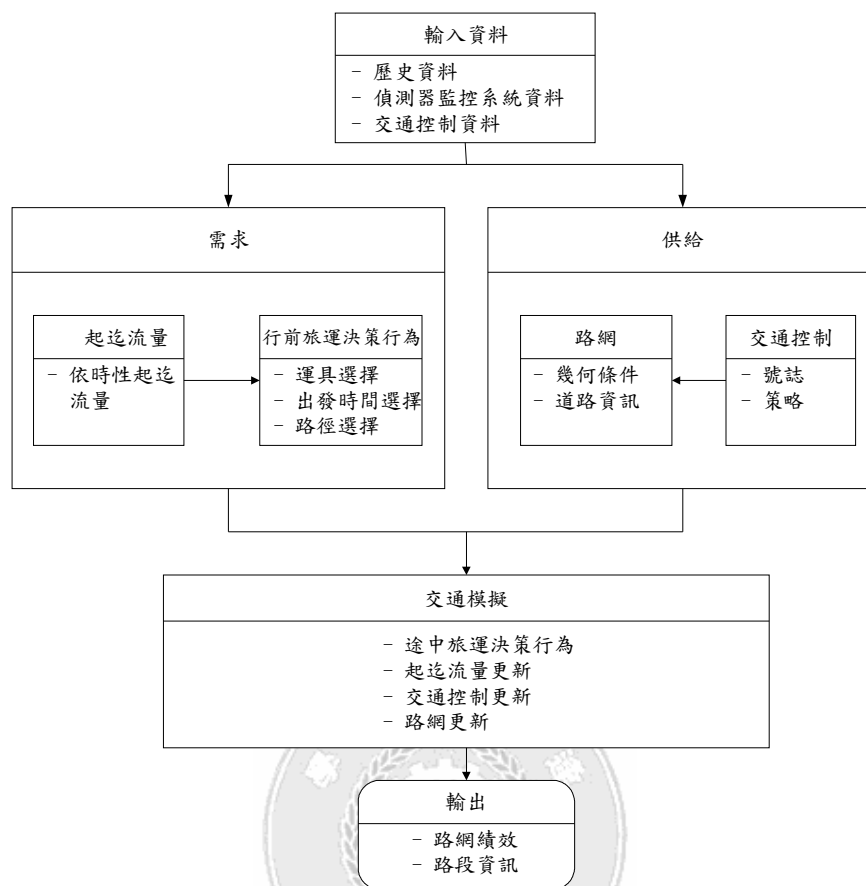 輸入資料
- 歷史資料
- 偵測器監控系統資料
- 交通控制資料
需求
供給
起迄流量
- 依時性起迄
流量
行前旅運決策行為
- 運具選擇
- 出發時間選擇
- 路徑選擇
路網
- 幾何條件
- 道路資訊
交通控制
- 號誌
- 策略
交通模擬
- 途中旅運決策行為
- 起迄流量更新
- 交通控制更新
- 路網更新
輸出
- 路網績效
- 路段資訊